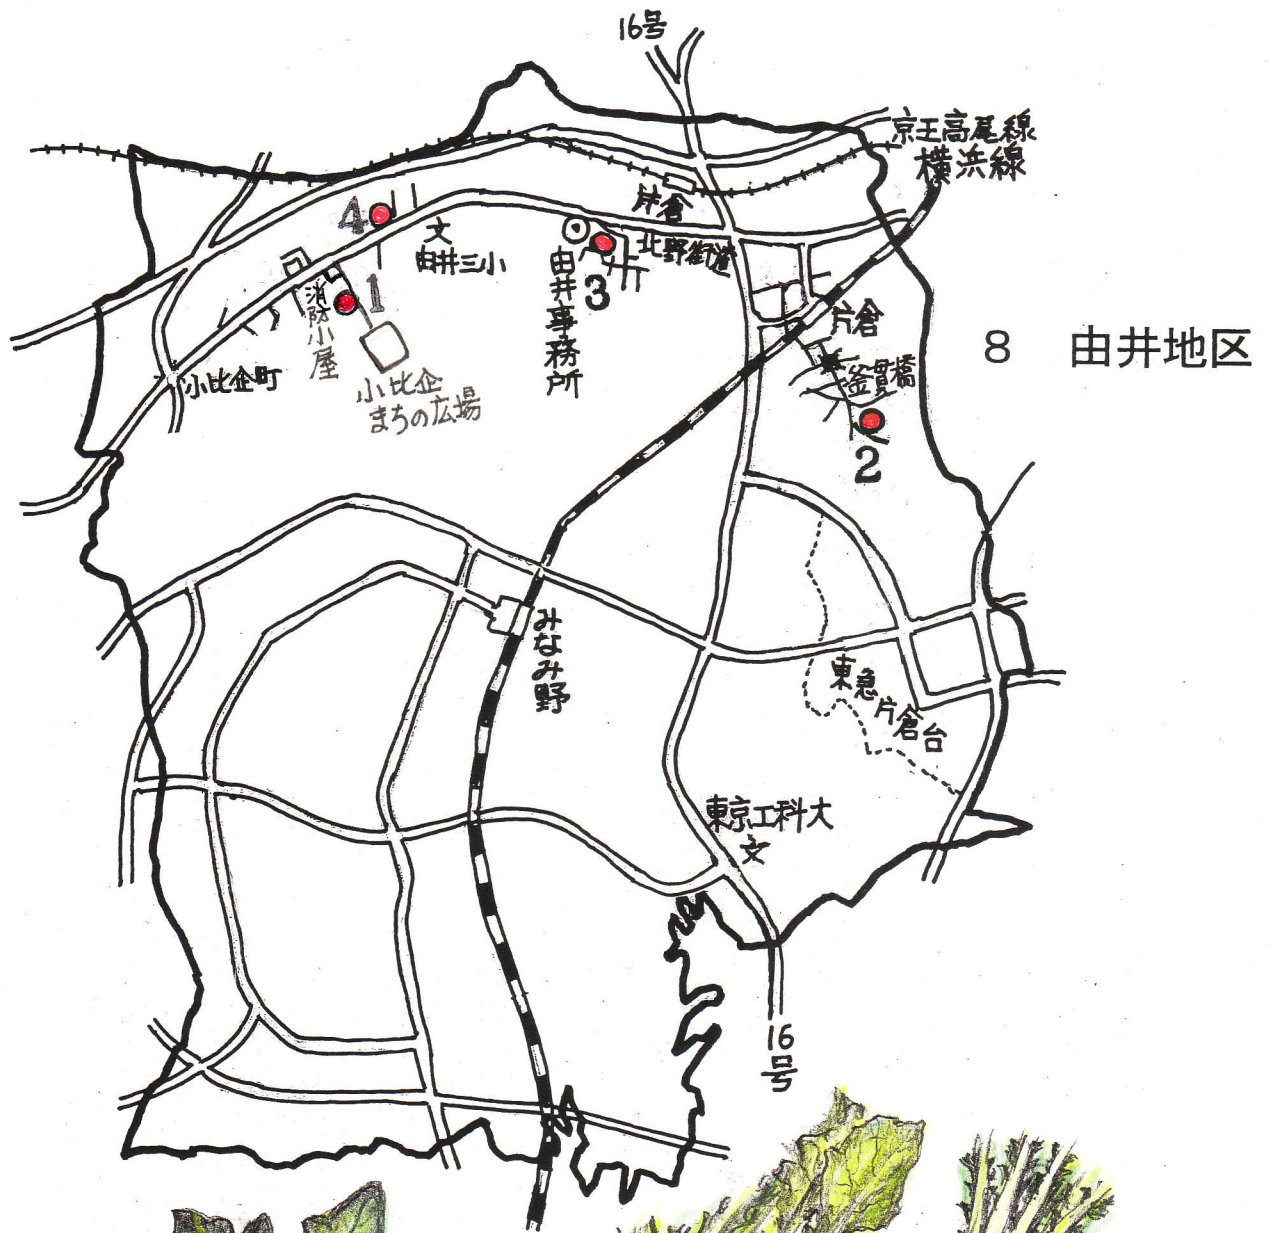 16号
京王高尾線
横浜線
片倉
北野街道
4
文
由井三小
由井事務所
3
1
消防小屋
小比企町
小比企
まちの広場
片倉
釜貫橋
2
8 由井地区
みなみ野
東急片倉台
東京工科大
文
16号